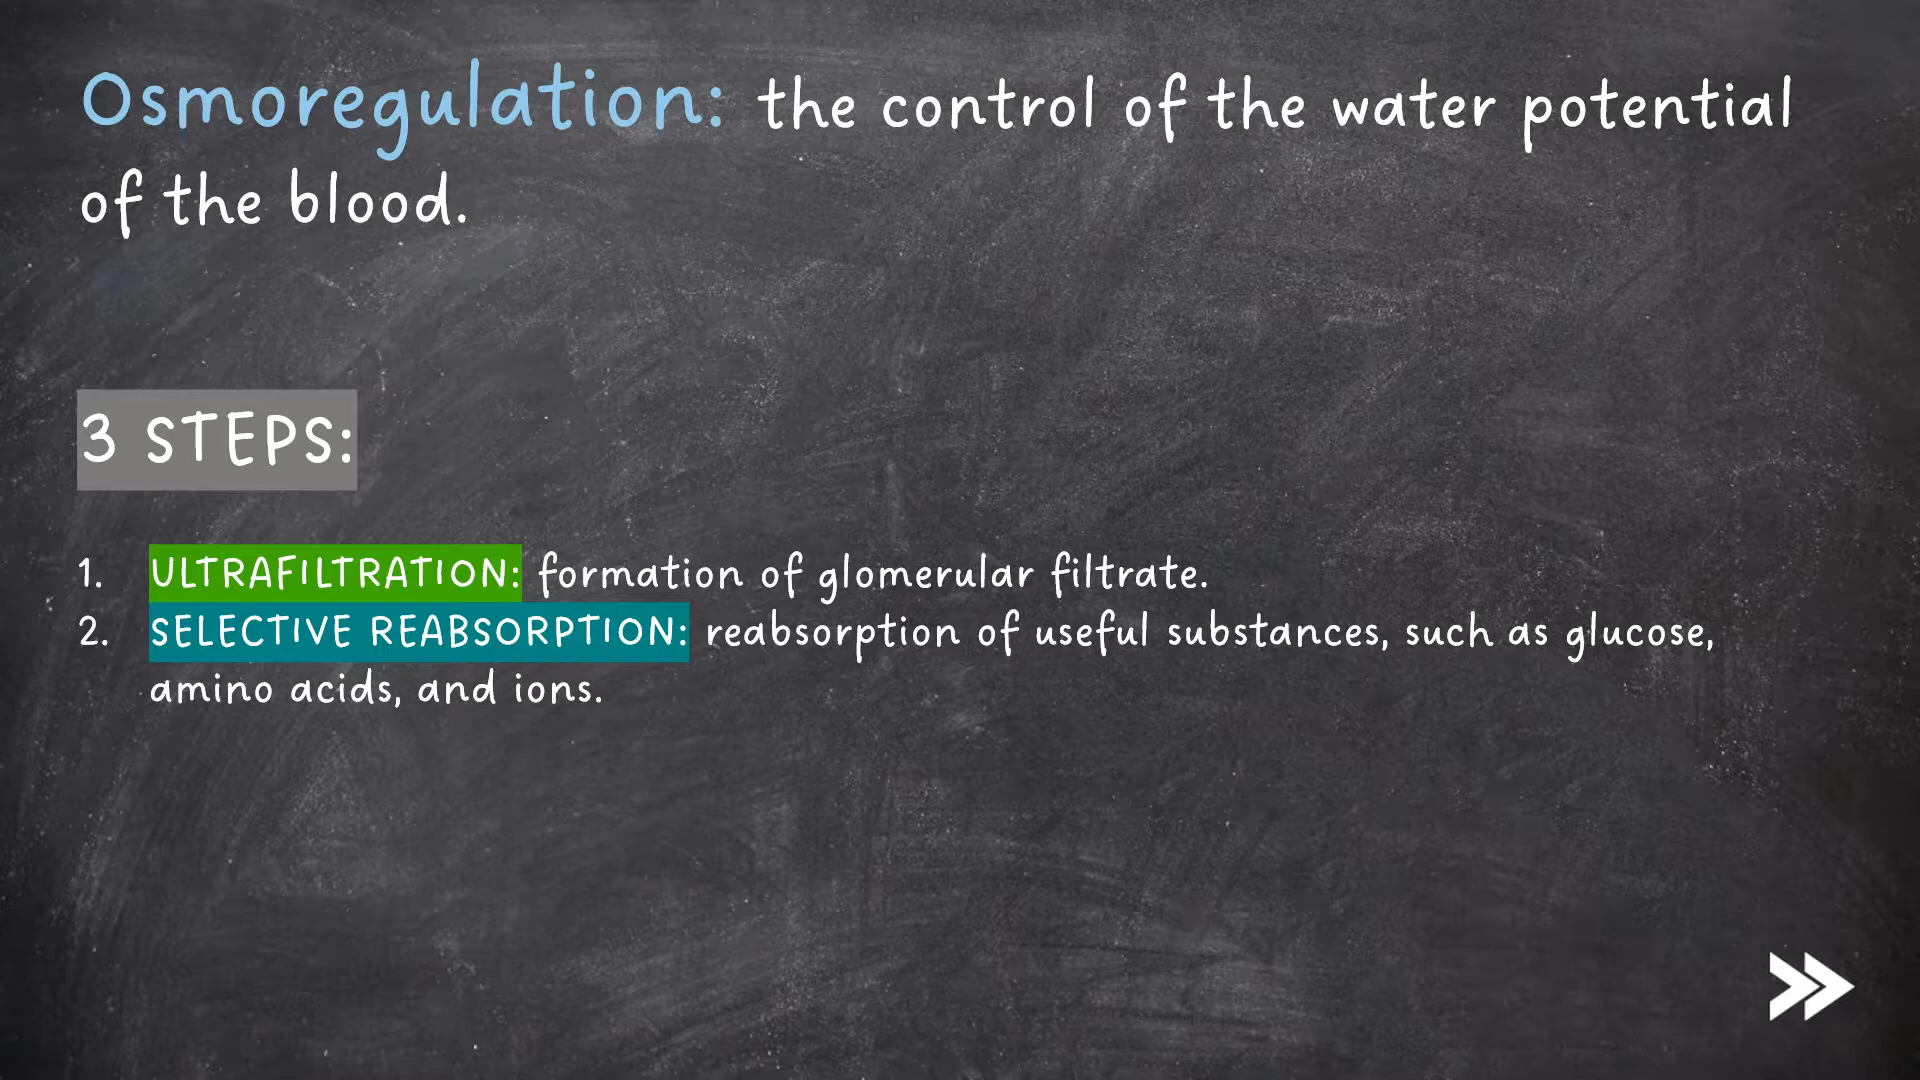 Osmoregulation: the control of the water potential
of the blood.
3 STEPS:
1. ULTRAFILTRATION: formation of glomerular filtrate.
2. SELECTIVE REABSORPTION: reabsorption of useful substances, such as glucose,
amino acids, and ions.